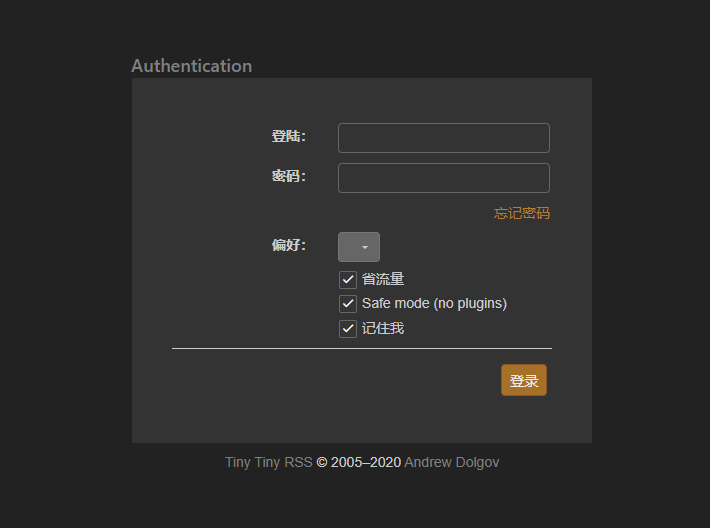 Authentication
登陆：
密码：
忘记密码
偏好：
省流量
Safe mode (no plugins)
记住我
登录
Tiny Tiny RSS © 2005–2020 Andrew Dolgov